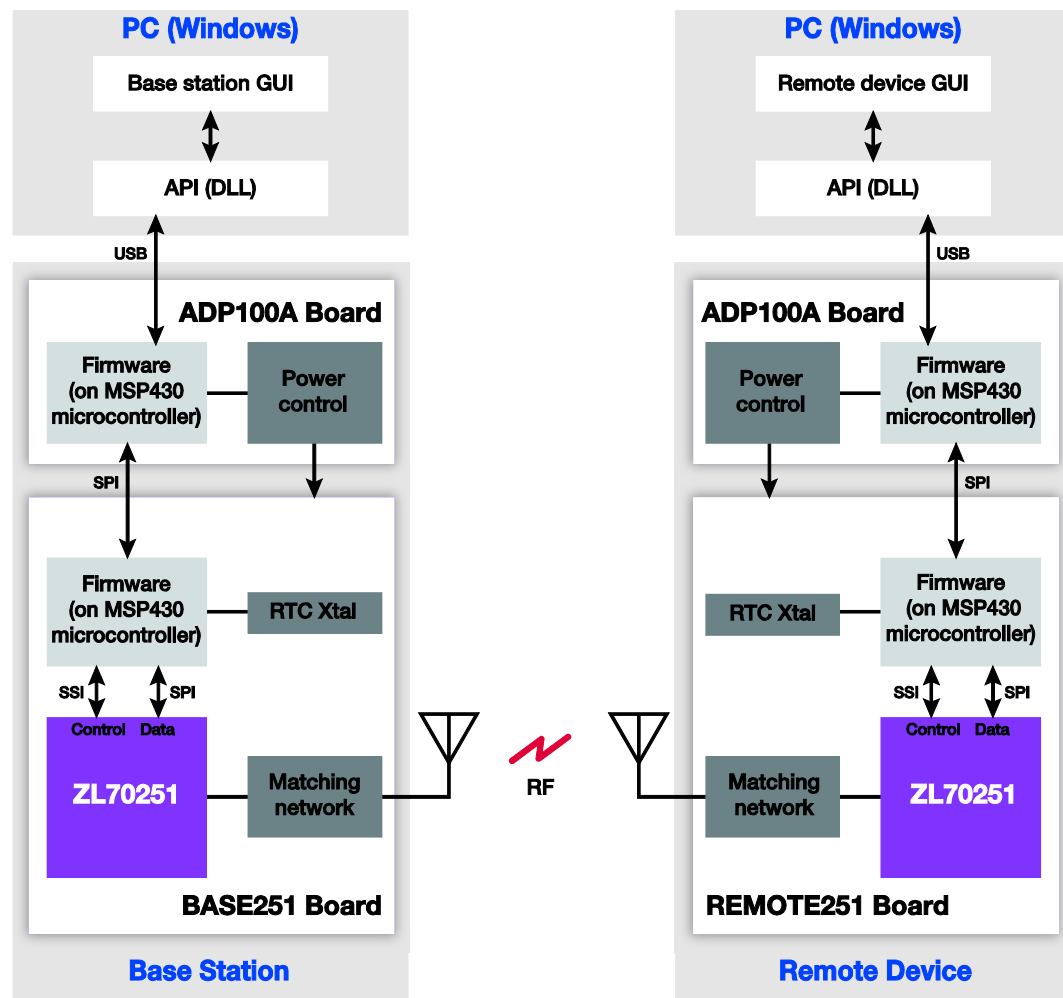 PC (Windows)
Base station GUI
API (DLL)
USB
ADP100A Board
Firmware
(on MSP430
microcontroller)
Power
control
SPI
Firmware
(on MSP430
microcontroller)
RTC Xtal
SSI
SPI
Control
Data
ZL70251
Matching
network
BASE251 Board
Base Station
RF
PC (Windows)
Remote device GUI
API (DLL)
USB
ADP100A Board
Power
control
Firmware
(on MSP430
microcontroller)
SPI
RTC Xtal
Firmware
(on MSP430
microcontroller)
SSI
SPI
Control
Data
Matching
network
ZL70251
REMOTE251 Board
Remote Device